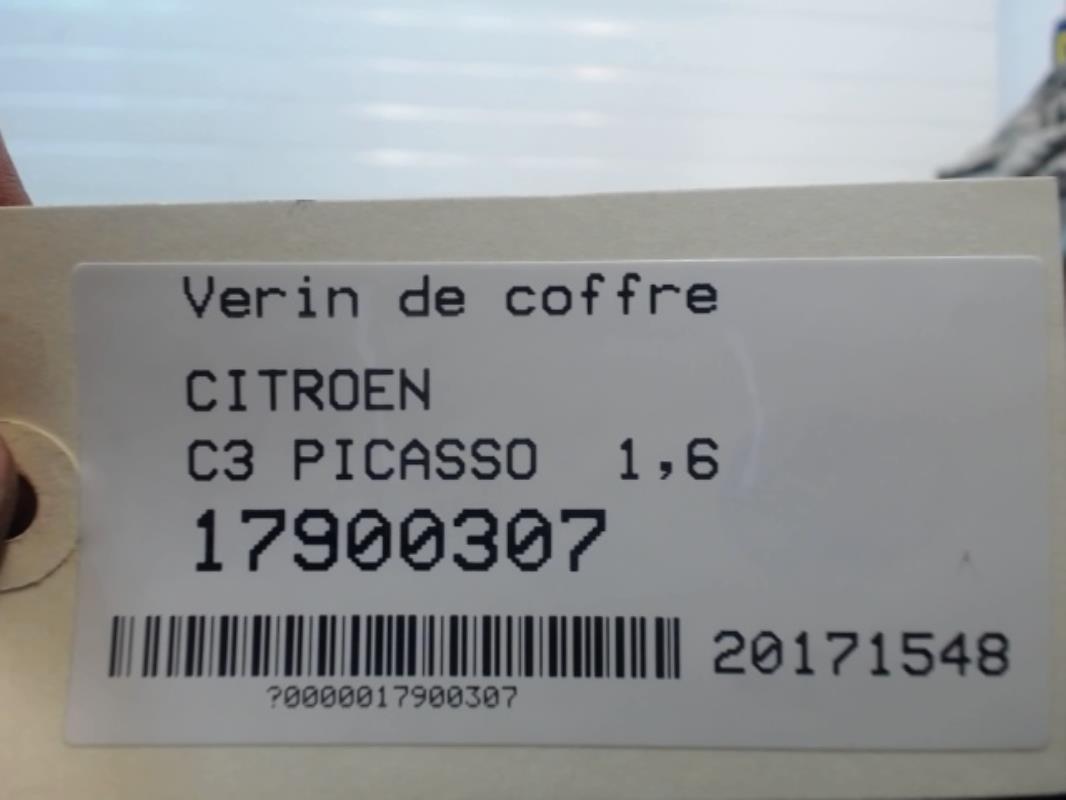 Verin de coffre
CITROEN
C3 PICASSO 1,6
17900307
20171548
?0000017900307